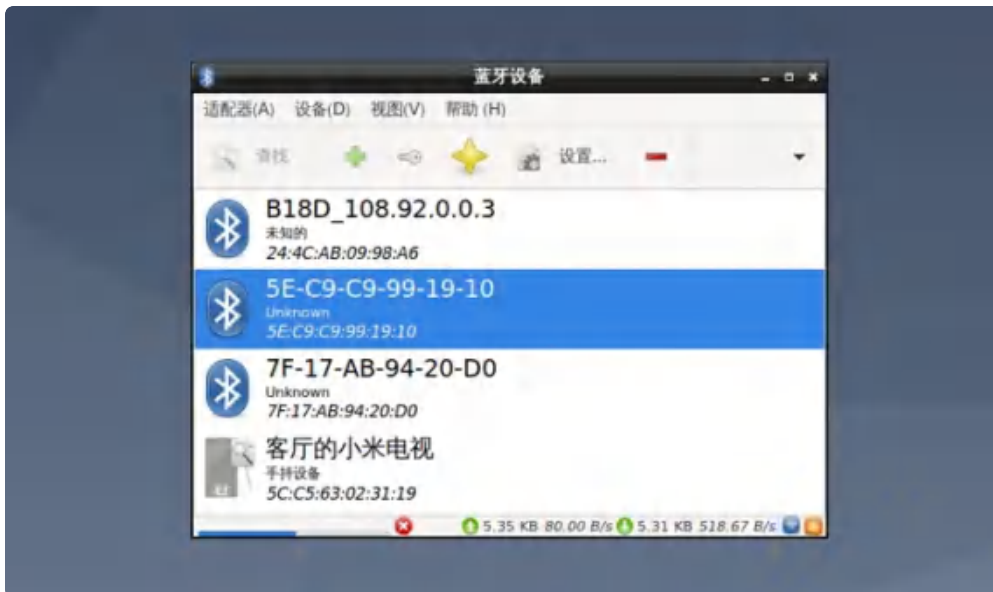 蓝牙设备
适配器(A) 设备(D) 视图(V) 帮助 (H)
查找 设置...
B18D_108.92.0.0.3
未知的
24:4C:AB:09:98:A6
5E-C9-C9-99-19-10
Unknown
5E:C9:C9:99:19:10
7F-17-AB-94-20-D0
Unknown
7F:17:AB:94:20:D0
客厅的小米电视
手持设备
5C:C5:63:02:31:19
5.35 KB 80.00 B/s 5.31 KB 518.67 B/s